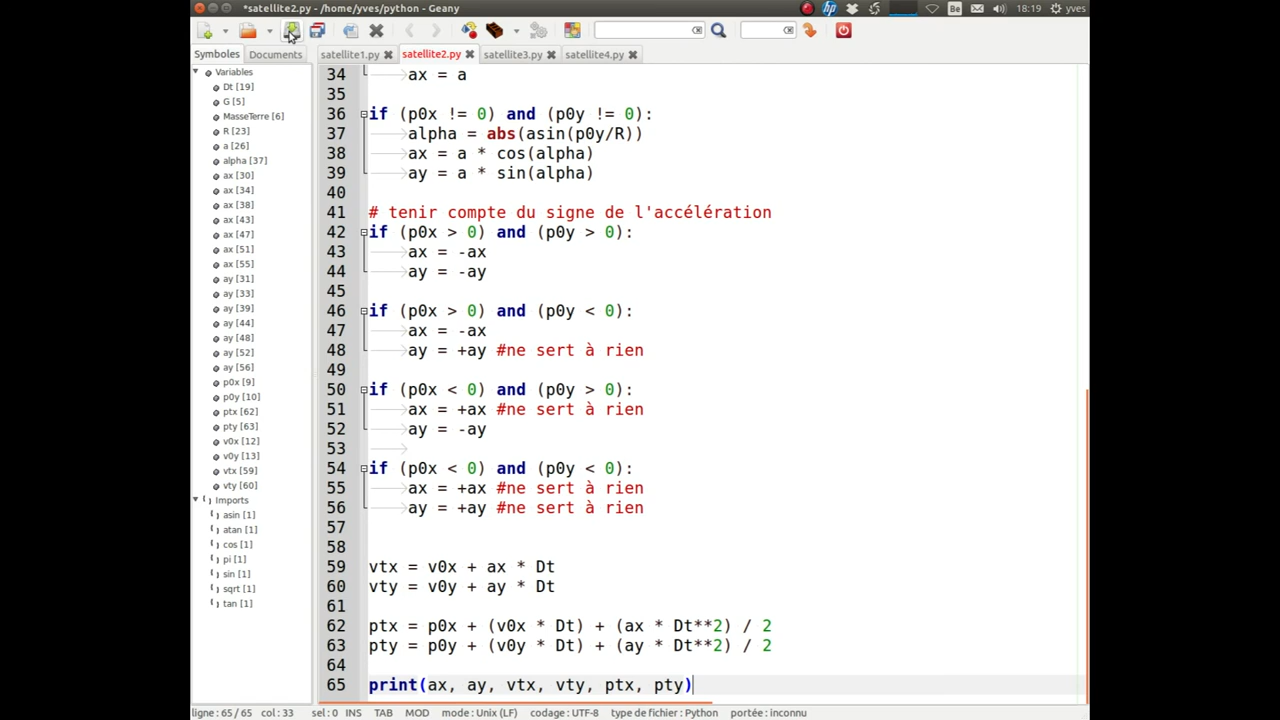 *satellite2.py - /home/yves/python - Geany
Be
18:19
yves
Symboles
Documents
satellite1.py
satellite2.py
satellite3.py
satellite4.py
Variables
Dt [19]
G [5]
MasseTerre [6]
R [23]
a [26]
alpha [37]
ax [30]
ax [34]
ax [38]
ax [43]
ax [47]
ax [51]
ax [55]
ay [31]
ay [33]
ay [39]
ay [44]
ay [48]
ay [52]
ay [56]
p0x [9]
p0y [10]
ptx [62]
pty [63]
v0x [12]
v0y [13]
vtx [59]
vty [60]
Imports
asin [1]
atan [1]
cos [1]
pi [1]
sin [1]
sqrt [1]
tan [1]
34 ax = a
35
36 if (p0x != 0) and (p0y != 0):
37 alpha = abs(asin(p0y/R))
38 ax = a * cos(alpha)
39 ay = a * sin(alpha)
40
41 # tenir compte du signe de l'accélération
42 if (p0x > 0) and (p0y > 0):
43 ax = -ax
44 ay = -ay
45
46 if (p0x > 0) and (p0y < 0):
47 ax = -ax
48 ay = +ay #ne sert à rien
49
50 if (p0x < 0) and (p0y > 0):
51 ax = +ax #ne sert à rien
52 ay = -ay
53
54 if (p0x < 0) and (p0y < 0):
55 ax = +ax #ne sert à rien
56 ay = +ay #ne sert à rien
57
58
59 vtx = v0x + ax * Dt
60 vty = v0y + ay * Dt
61
62 ptx = p0x + (v0x * Dt) + (ax * Dt**2) / 2
63 pty = p0y + (v0y * Dt) + (ay * Dt**2) / 2
64
65 print(ax, ay, vtx, vty, ptx, pty)
ligne : 65 / 65 col : 33 sél : 0 INS TAB MOD mode : Unix (LF) codage : UTF-8 type de fichier : Python portée : inconnu